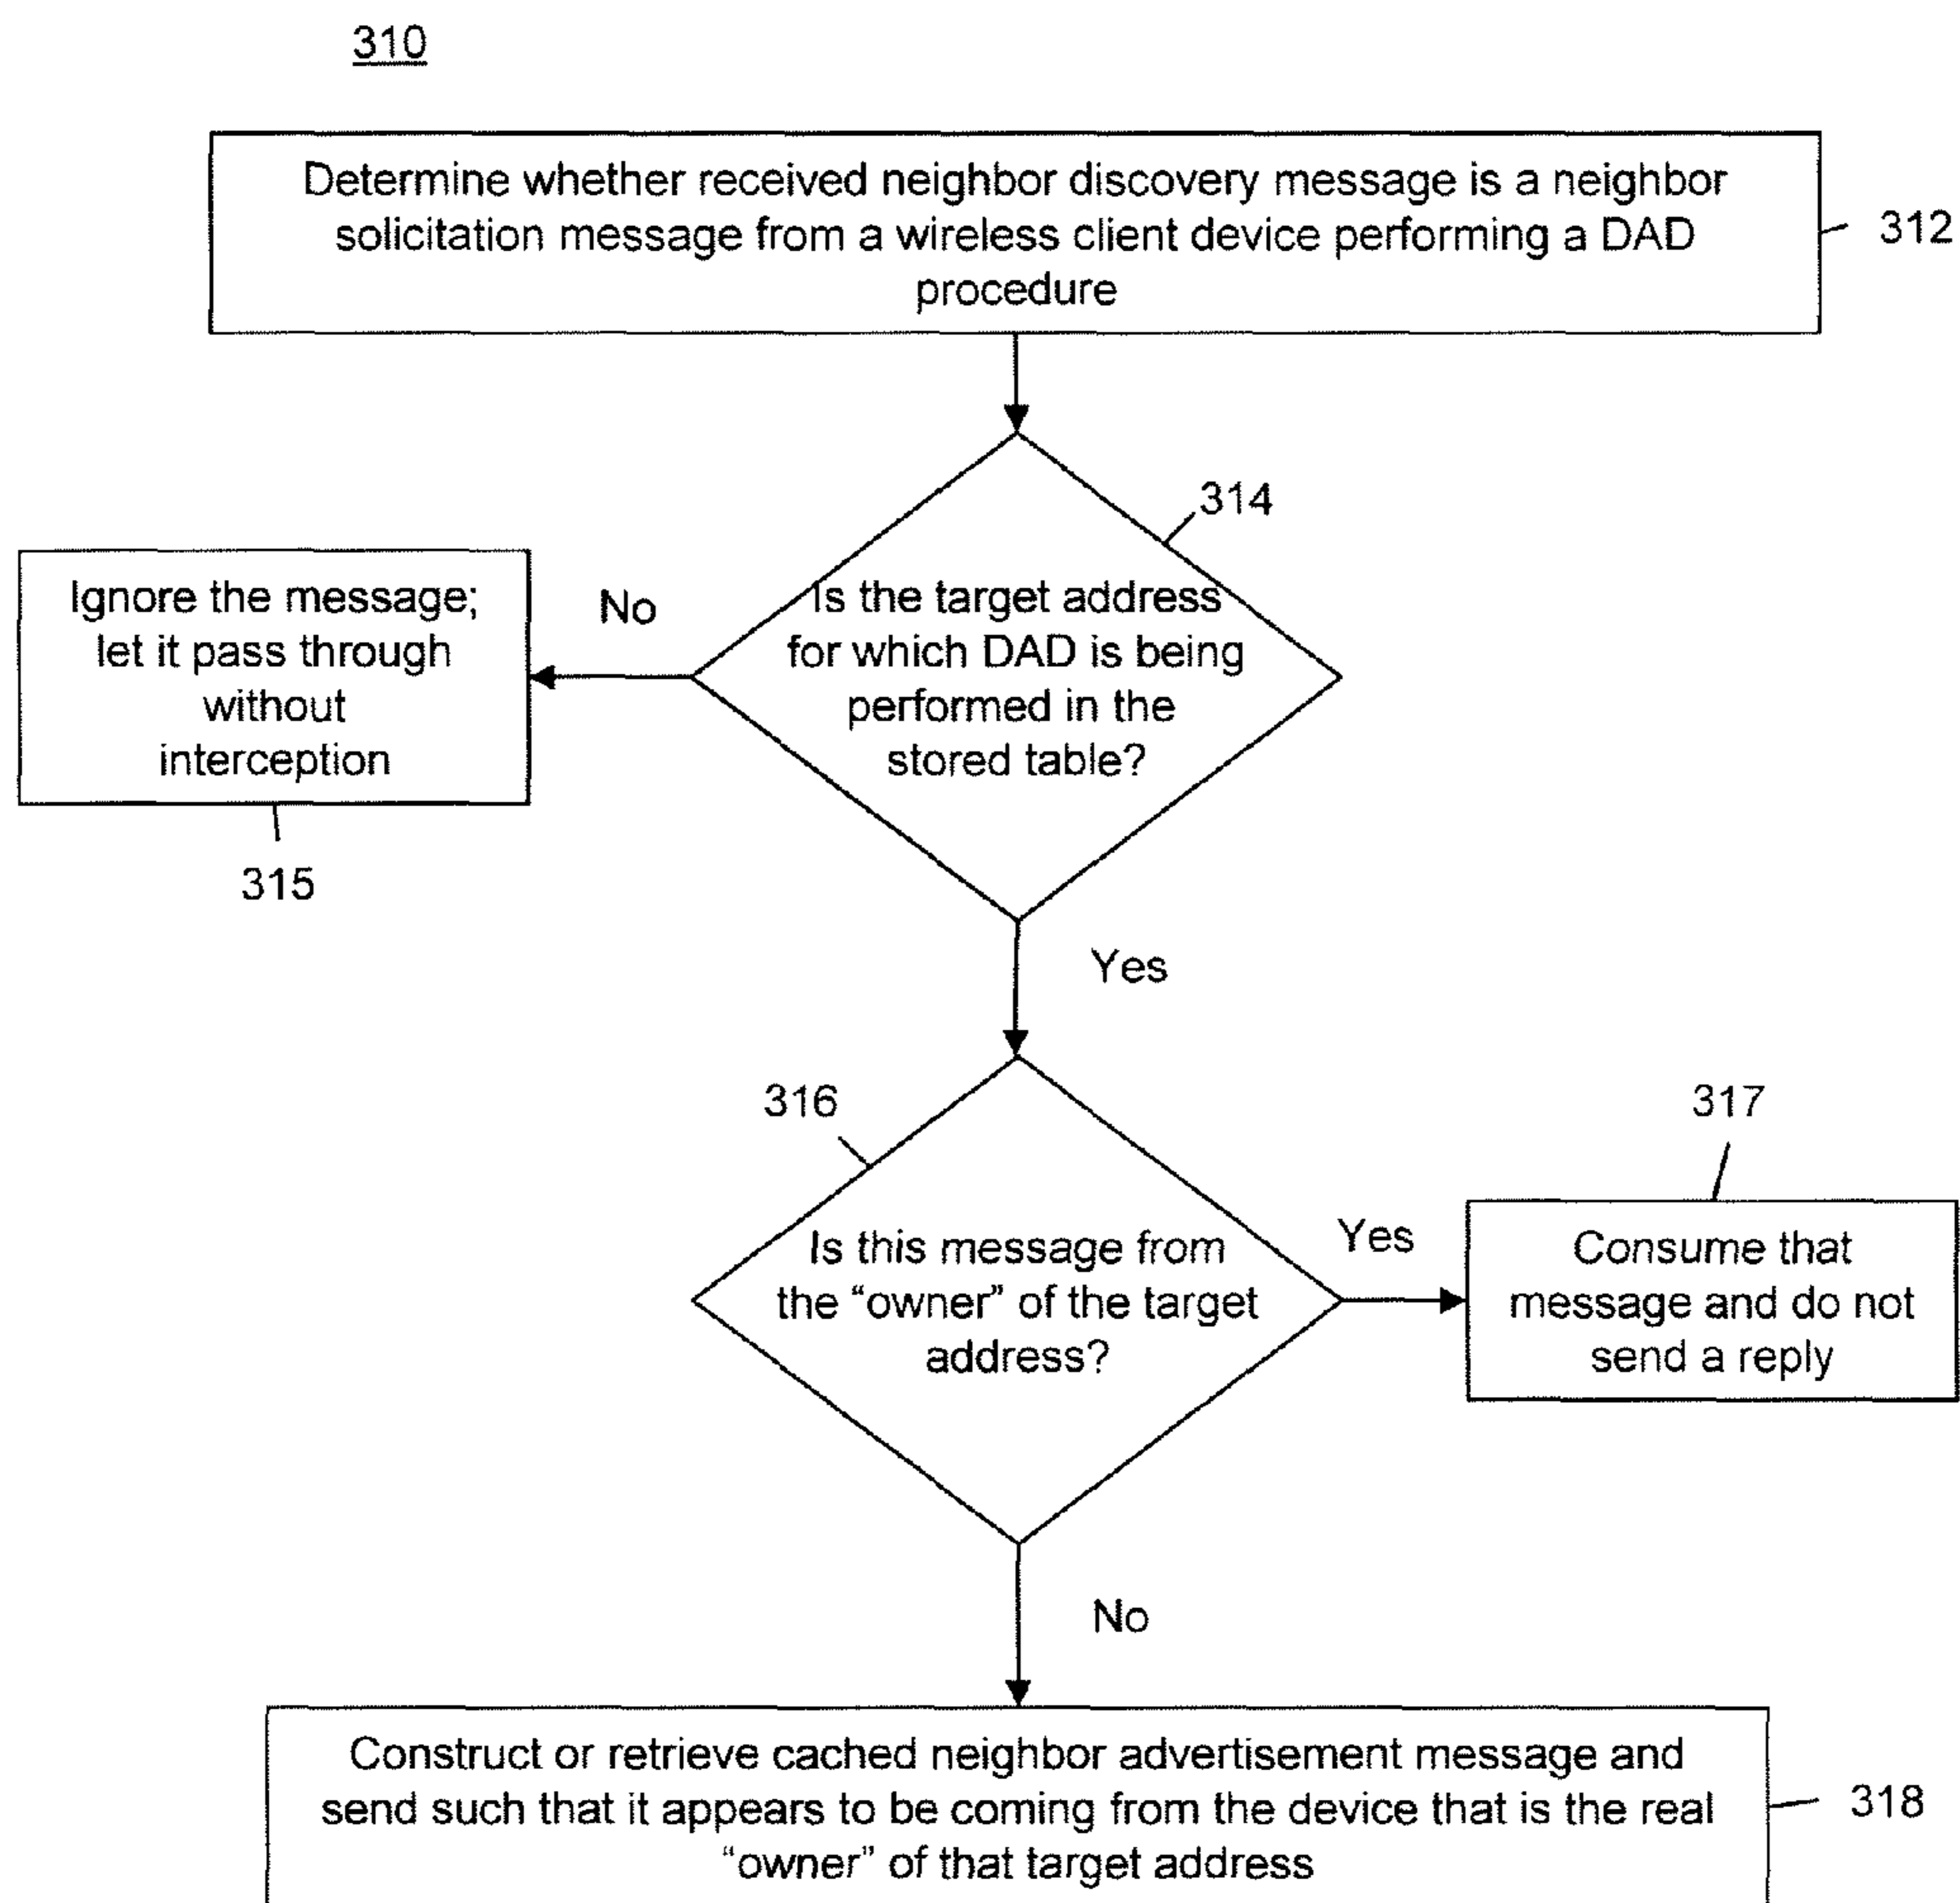 310
Determine whether received neighbor discovery message is a neighbor
solicitation message from a wireless client device performing a DAD
procedure
312
314
Is the target address
for which DAD is being
performed in the
stored table?
No
Ignore the message;
let it pass through
without
interception
315
Yes
316
Is this message from
the “owner” of the target
address?
Yes
317
Consume that
message and do not
send a reply
No
Construct or retrieve cached neighbor advertisement message and
send such that it appears to be coming from the device that is the real
“owner” of that target address
318